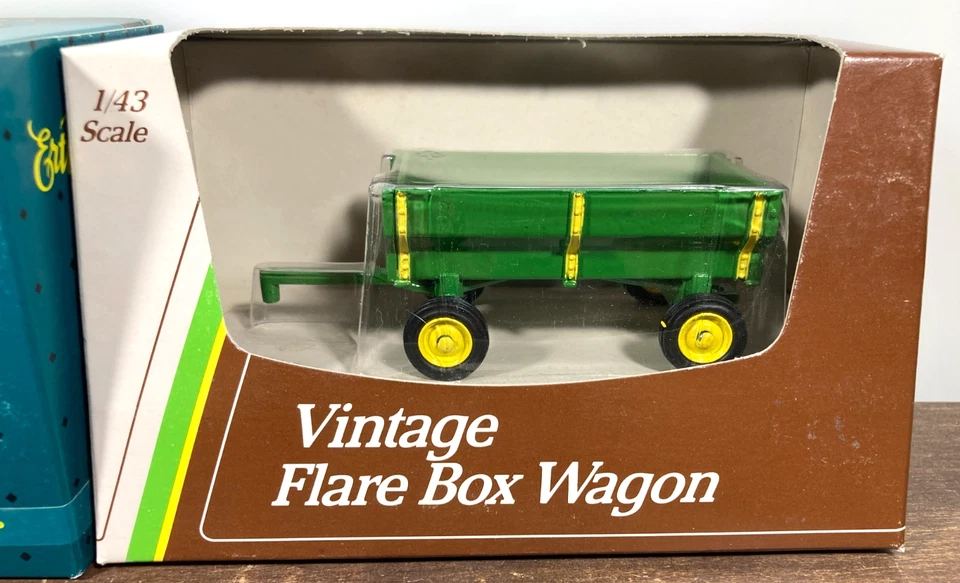 1/43
Scale
Vintage
Flare Box Wagon